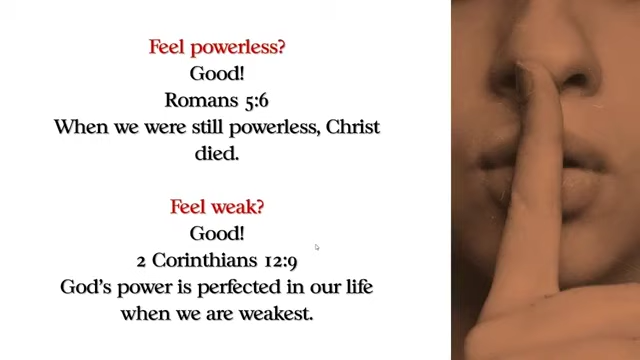 Feel powerless?
Good!
Romans 5:6
When we were still powerless, Christ
died.
Feel weak?
Good!
2 Corinthians 12:9
God's power is perfected in our life
when we are weakest.